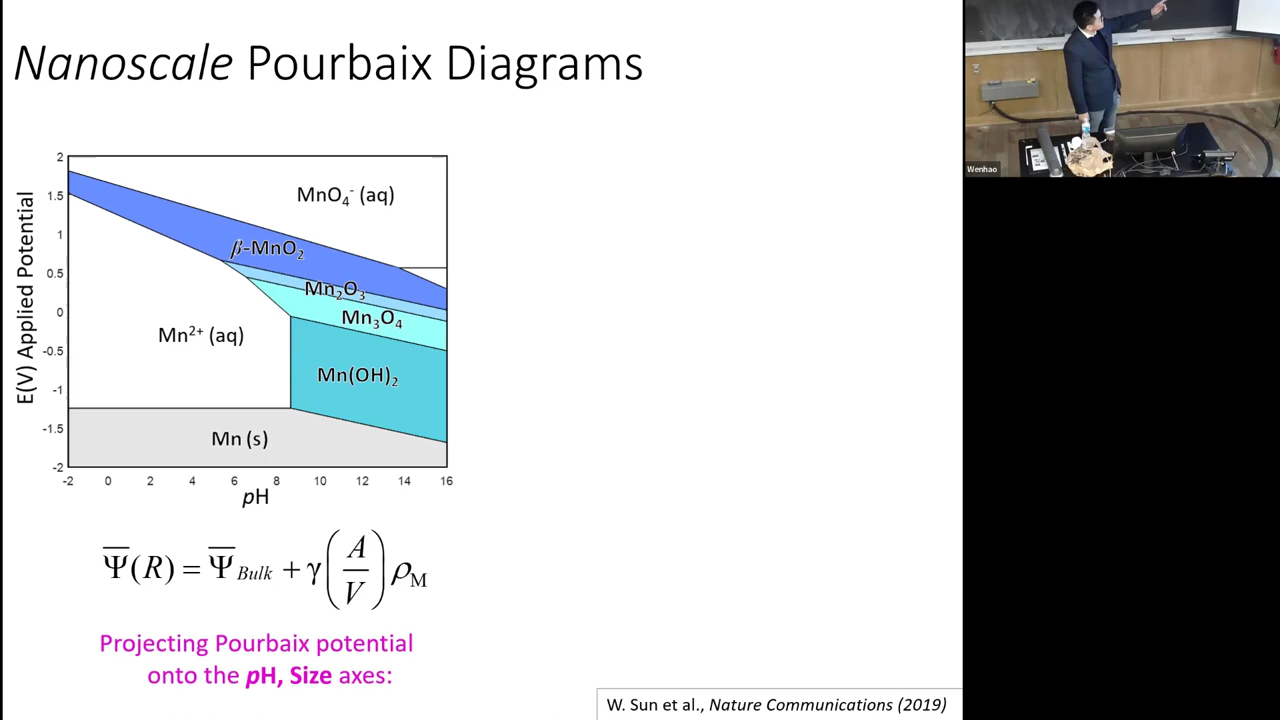 Nanoscale Pourbaix Diagrams
E(V) Applied Potential
2
1.5
1
0.5
0
-0.5
-1
-1.5
-2
MnO₄⁻ (aq)
β-MnO₂
Mn₂O₃
Mn₃O₄
Mn²⁺ (aq)
Mn(OH)₂
Mn (s)
-2 0 2 4 6 8 10 12 14 16
pH
Ψ̅(R) = Ψ̅_Bulk + γ(A/V)ρ_M
Projecting Pourbaix potential
onto the pH, Size axes:
W. Sun et al., Nature Communications (2019)
Wenhao